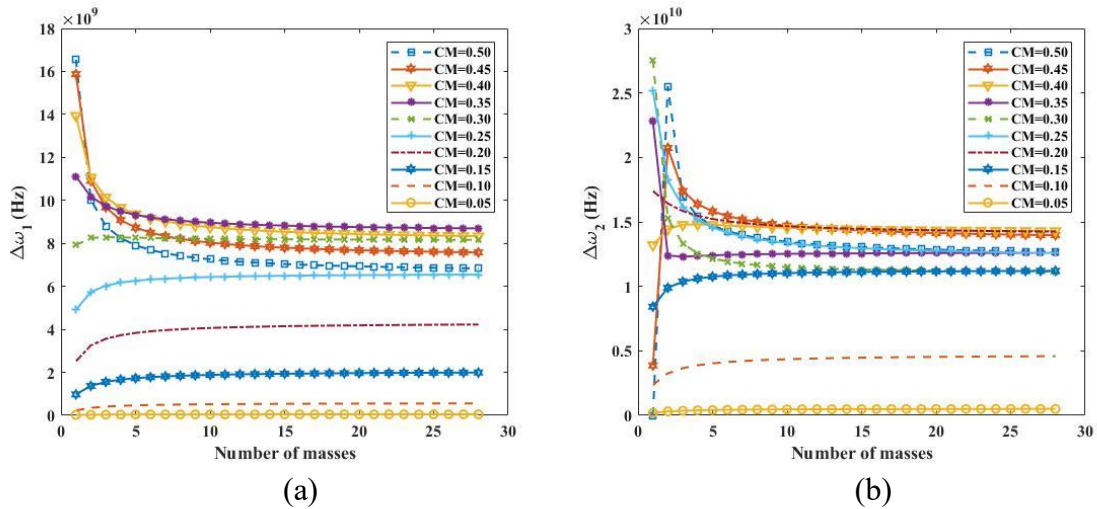 ×10⁹
18
16
14
12
10
8
6
4
2
0
Δω₁ (Hz)
0 5 10 15 20 25 30
Number of masses
CM=0.50
CM=0.45
CM=0.40
CM=0.35
CM=0.30
CM=0.25
CM=0.20
CM=0.15
CM=0.10
CM=0.05
(a)
×10¹⁰
3
2.5
2
1.5
1
0.5
0
Δω₂ (Hz)
0 5 10 15 20 25 30
Number of masses
CM=0.50
CM=0.45
CM=0.40
CM=0.35
CM=0.30
CM=0.25
CM=0.20
CM=0.15
CM=0.10
CM=0.05
(b)